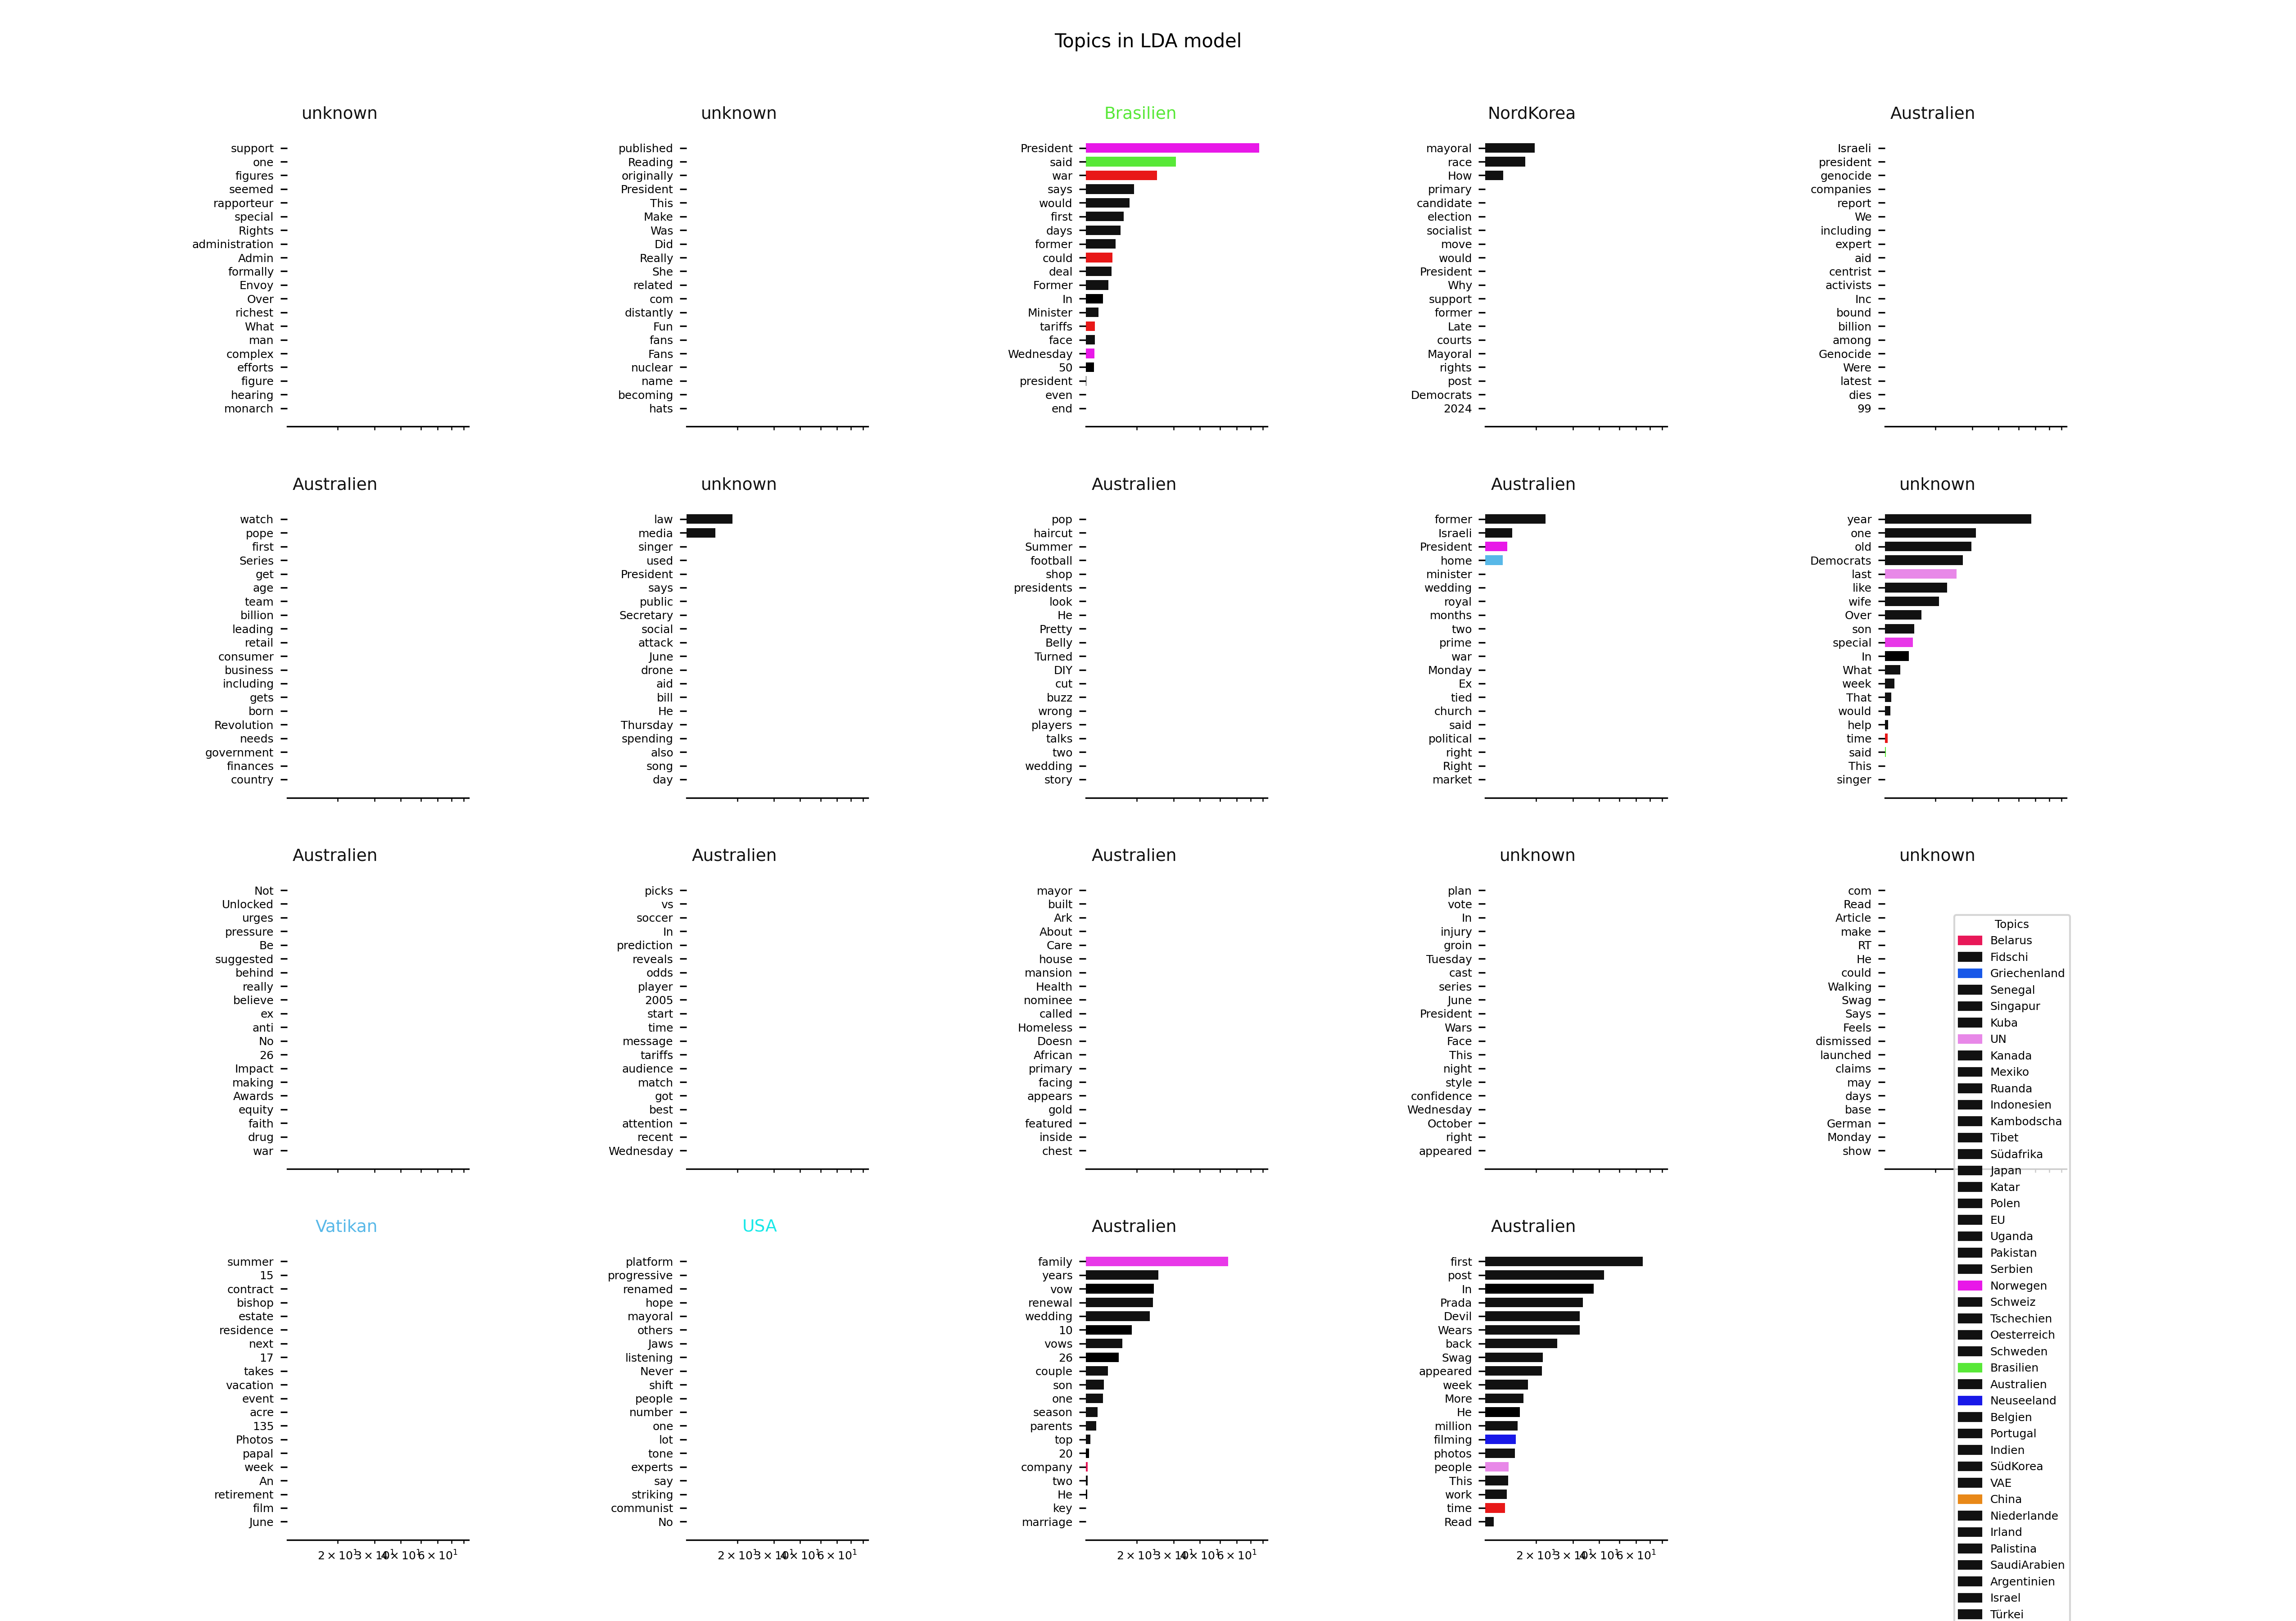 Topics in LDA model
unknown
support
one
figures
seemed
rapporteur
special
Rights
administration
Admin
formally
Envoy
Over
richest
What
man
complex
efforts
figure
hearing
monarch
unknown
published
Reading
originally
President
This
Make
Was
Did
Really
She
related
com
distantly
Fun
fans
Fans
nuclear
name
becoming
hats
Brasilien
President
said
war
says
would
first
days
former
could
deal
Former
In
Minister
tariffs
face
Wednesday
50
president
even
end
NordKorea
mayoral
race
How
primary
candidate
election
socialist
move
would
President
Why
support
former
Late
courts
Mayoral
rights
post
Democrats
2024
Australien
Israeli
president
genocide
companies
report
We
including
expert
aid
centrist
activists
Inc
bound
billion
among
Genocide
Were
latest
dies
99
Australien
watch
pope
first
Series
get
age
team
billion
leading
retail
consumer
business
including
gets
born
Revolution
needs
government
finances
country
unknown
law
media
singer
used
President
says
public
Secretary
social
attack
June
drone
aid
bill
He
Thursday
spending
also
song
day
Australien
pop
haircut
Summer
football
shop
presidents
look
He
Pretty
Belly
Turned
DIY
cut
buzz
wrong
players
talks
two
wedding
story
Australien
former
Israeli
President
home
minister
wedding
royal
months
two
prime
war
Monday
Ex
tied
church
said
political
right
Right
market
unknown
year
one
old
Democrats
last
like
wife
Over
son
special
In
What
week
That
would
help
time
said
This
singer
Australien
Not
Unlocked
urges
pressure
Be
suggested
behind
really
believe
ex
anti
No
26
Impact
making
Awards
equity
faith
drug
war
Australien
picks
vs
soccer
In
prediction
reveals
odds
player
2005
start
time
message
tariffs
audience
match
got
best
attention
recent
Wednesday
Australien
mayor
built
Ark
About
Care
house
mansion
Health
nominee
called
Homeless
Doesn
African
primary
facing
appears
gold
featured
inside
chest
unknown
plan
vote
In
injury
groin
Tuesday
cast
series
June
President
Wars
Face
This
night
style
confidence
Wednesday
October
right
appeared
unknown
com
Read
Article
make
RT
He
could
Walking
Swag
Says
Feels
dismissed
launched
claims
may
days
base
German
Monday
show
Vatikan
summer
15
contract
bishop
estate
residence
next
17
takes
vacation
event
acre
135
Photos
papal
week
An
retirement
film
June
USA
platform
progressive
renamed
hope
mayoral
others
Jaws
listening
Never
shift
people
number
one
lot
tone
experts
say
striking
communist
No
Australien
family
years
vow
renewal
wedding
10
vows
26
couple
son
one
season
parents
top
20
company
two
He
key
marriage
Australien
first
post
In
Prada
Devil
Wears
back
Swag
appeared
week
More
He
million
filming
photos
people
This
work
time
Read
Topics
Belarus
Fidschi
Griechenland
Senegal
Singapur
Kuba
UN
Kanada
Mexiko
Ruanda
Indonesien
Kambodscha
Tibet
Südafrika
Japan
Katar
Polen
EU
Uganda
Pakistan
Serbien
Norwegen
Schweiz
Tschechien
Oesterreich
Schweden
Brasilien
Australien
Neuseeland
Belgien
Portugal
Indien
SüdKorea
VAE
China
Niederlande
Irland
Palistina
SaudiArabien
Argentinien
Israel
Türkei